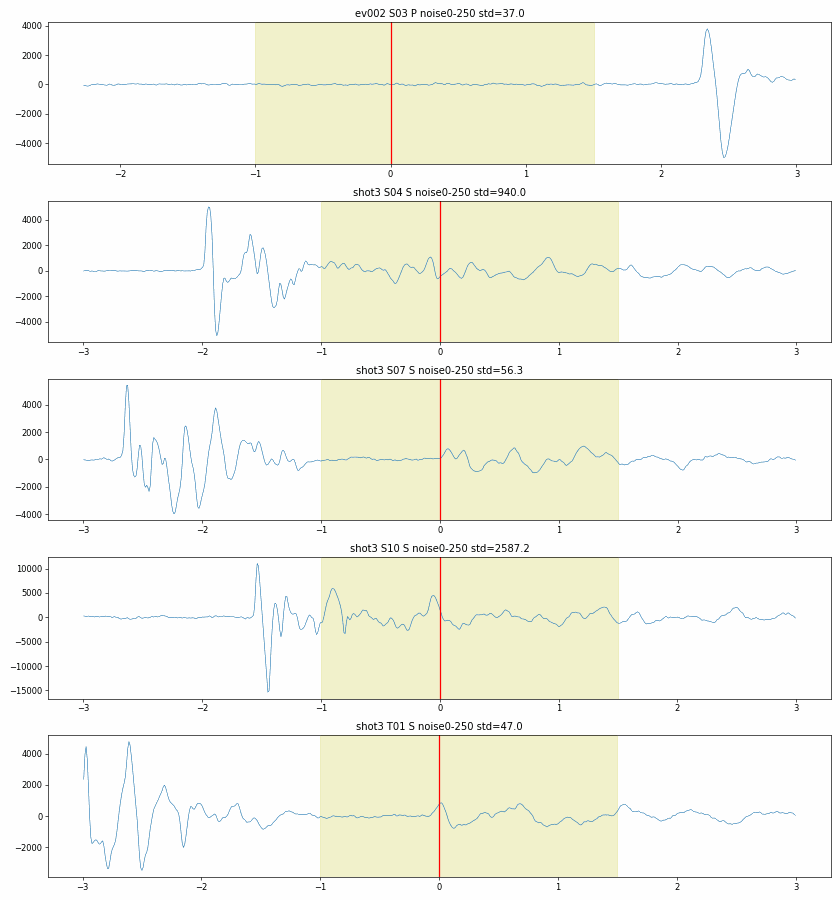 ev002 S03 P noise0-250 std=37.0
4000
2000
0
−2000
−4000
−2 −1 0 1 2 3
shot3 S04 S noise0-250 std=940.0
4000
2000
0
−2000
−4000
−3 −2 −1 0 1 2 3
shot3 S07 S noise0-250 std=56.3
4000
2000
0
−2000
−4000
−3 −2 −1 0 1 2 3
shot3 S10 S noise0-250 std=2587.2
10000
5000
0
−5000
−10000
−15000
−3 −2 −1 0 1 2 3
shot3 T01 S noise0-250 std=47.0
4000
2000
0
−2000
−3 −2 −1 0 1 2 3